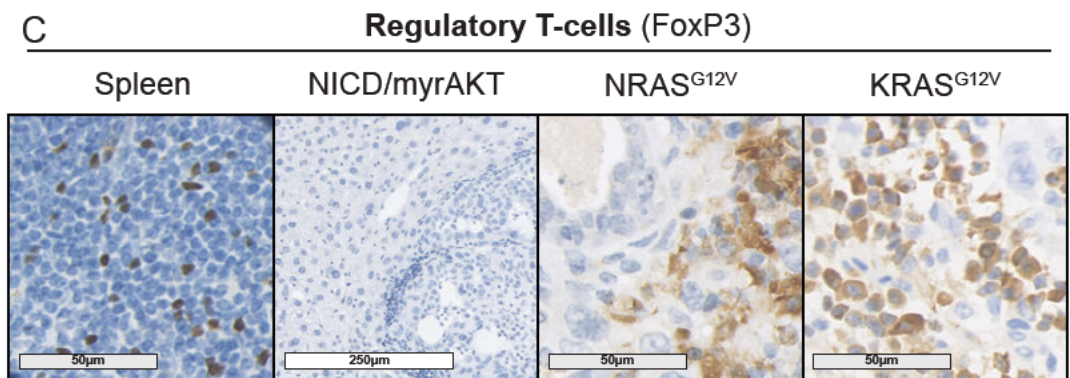 C
Regulatory T-cells (FoxP3)
Spleen NICD/myrAKT NRASG12V KRASG12V
50µm 250µm 50µm 50µm